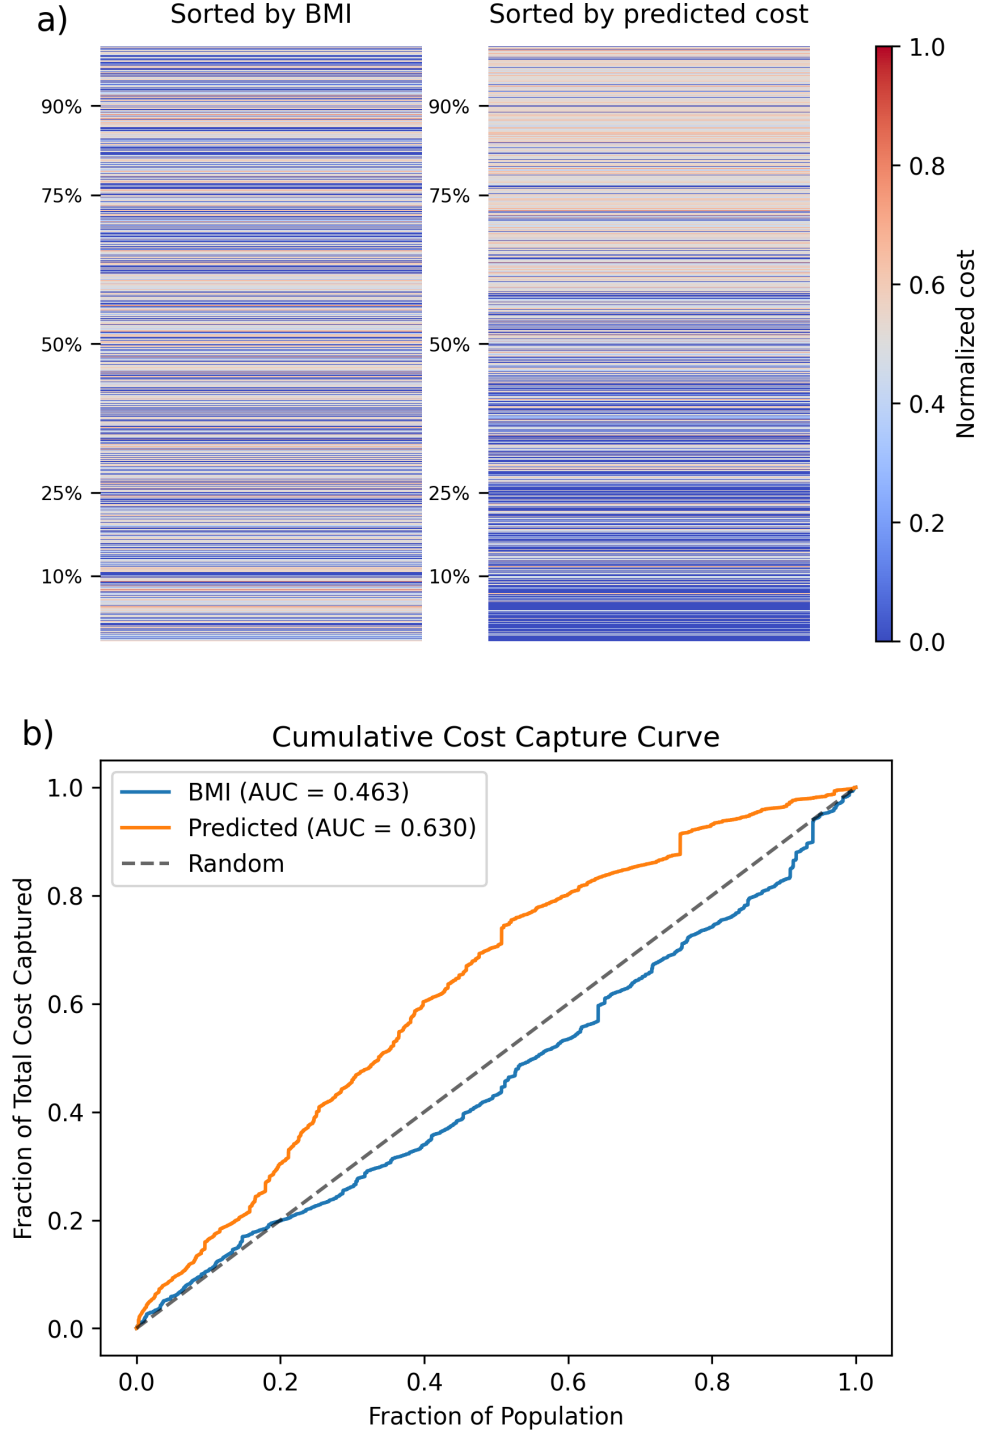 a)
Sorted by BMI
Sorted by predicted cost
90%
75%
50%
25%
10%
90%
75%
50%
25%
10%
1.0
0.8
0.6
0.4
0.2
0.0
Normalized cost
b)
Cumulative Cost Capture Curve
BMI (AUC = 0.463)
Predicted (AUC = 0.630)
Random
1.0
0.8
0.6
0.4
0.2
0.0
Fraction of Total Cost Captured
0.0 0.2 0.4 0.6 0.8 1.0
Fraction of Population